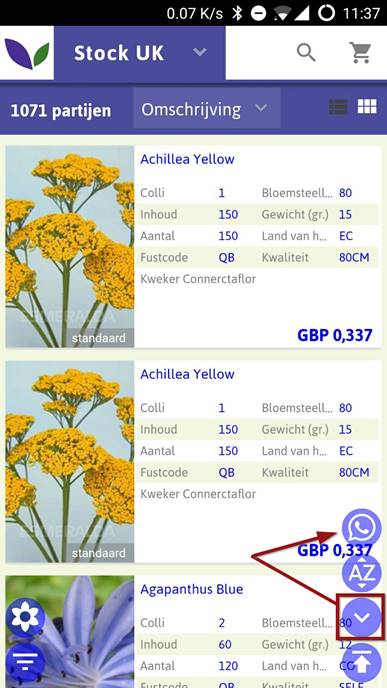 0.07 K/s 11:37
Stock UK
1071 partijen Omschrijving
Achillea Yellow
Colli 1 Bloemsteell... 80
Inhoud 150 Gewicht (gr.) 15
Aantal 150 Land van h... EC
Fustcode QB Kwaliteit 80CM
Kweker Connerctaflor
ESMERALDA
standaard
GBP 0,337
Achillea Yellow
Colli 1 Bloemsteell... 80
Inhoud 150 Gewicht (gr.) 15
Aantal 150 Land van h... EC
Fustcode QB Kwaliteit 80CM
Kweker Connerctaflor
ESMERALDA
standaard
GBP 0,337
AZ
Agapanthus Blue
Colli 2 Bloemsteell... 80
Inhoud 60 Gewicht (gr.) 12
Aantal 120 Land van h... CO
Fustcode QB Kwaliteit SELF